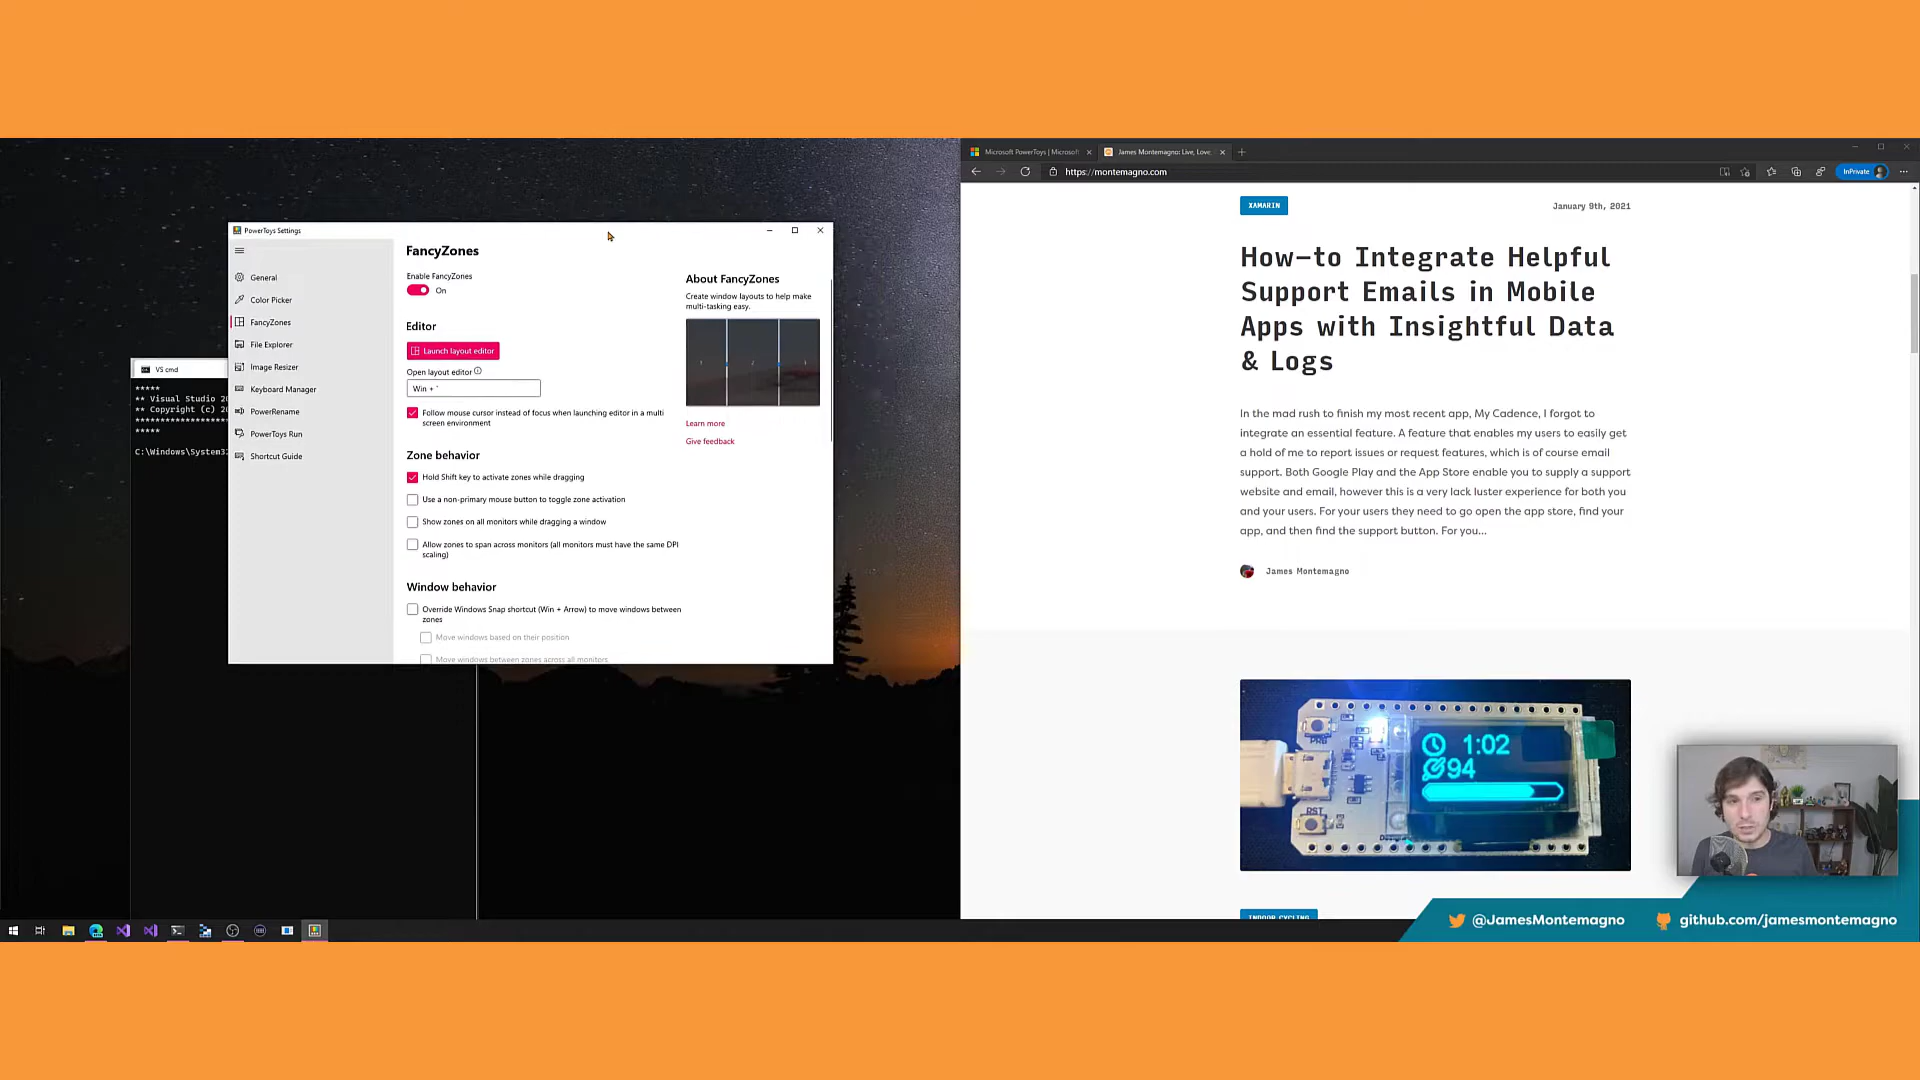 PowerToys Settings
General
Color Picker
FancyZones
File Explorer
Image Resizer
Keyboard Manager
PowerRename
PowerToys Run
Shortcut Guide
FancyZones
Enable FancyZones
On
Editor
Launch layout editor
Open layout editor
Win + `
Follow mouse cursor instead of focus when launching editor in a multi
screen environment
Zone behavior
Hold Shift key to activate zones while dragging
Use a non-primary mouse button to toggle zone activation
Show zones on all monitors while dragging a window
Allow zones to span across monitors (all monitors must have the same DPI
scaling)
Window behavior
Override Windows Snap shortcut (Win + Arrow) to move windows between
zones
Move windows based on their position
Move windows between zones across all monitors
About FancyZones
Create window layouts to help make
multi-tasking easy.
Learn more
Give feedback
VS cmd
*****
** Visual Studio 20
** Copyright (c) 20
*****
C:\Windows\System32
Microsoft PowerToys | Microsof
James Montemagno: Live, Love
https://montemagno.com
InPrivate
XAMARIN
January 9th, 2021
How-to Integrate Helpful
Support Emails in Mobile
Apps with Insightful Data
& Logs
In the mad rush to finish my most recent app, My Cadence, I forgot to
integrate an essential feature. A feature that enables my users to easily get
a hold of me to report issues or request features, which is of course email
support. Both Google Play and the App Store enable you to supply a support
website and email, however this is a very lack luster experience for both you
and your users. For your users they need to go open the app store, find your
app, and then find the support button. For you...
James Montemagno
PRG
1:02
94
RST
INDOOR CYCLING
@JamesMontemagno
github.com/jamesmontemagno